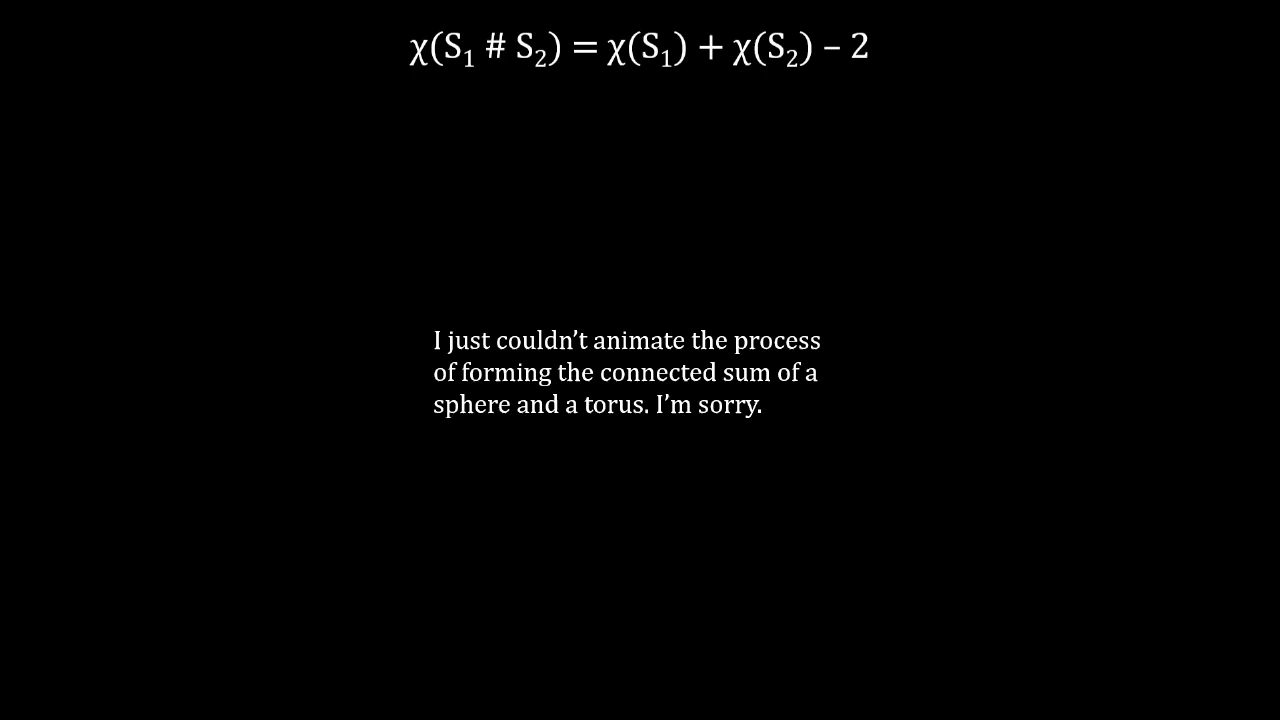 χ(S₁ # S₂) = χ(S₁) + χ(S₂) – 2
I just couldn’t animate the process
of forming the connected sum of a
sphere and a torus. I’m sorry.